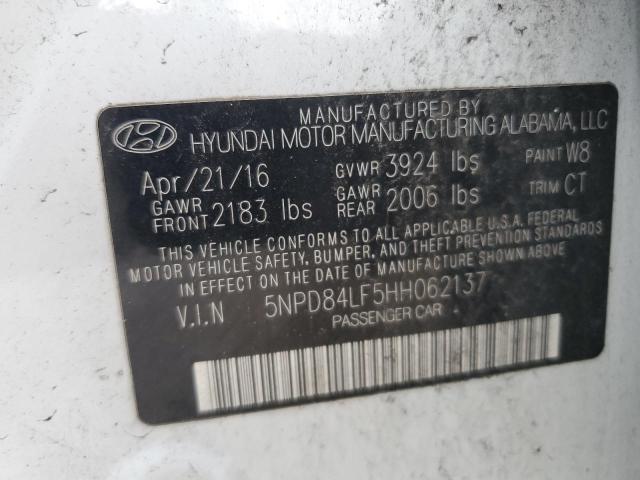 MANUFACTURED BY
HYUNDAI MOTOR MANUFACTURING ALABAMA, LLC
Apr/21/16 GVWR 3924 lbs PAINT W8
GAWR FRONT 2183 lbs GAWR REAR 2006 lbs TRIM CT
THIS VEHICLE CONFORMS TO ALL APPLICABLE U.S.A. FEDERAL
MOTOR VEHICLE SAFETY, BUMPER, AND THEFT PREVENTION STANDARDS
IN EFFECT ON THE DATE OF MANUFACTURE SHOWN ABOVE.
V.I.N 5NPD84LF5HH062137
PASSENGER CAR